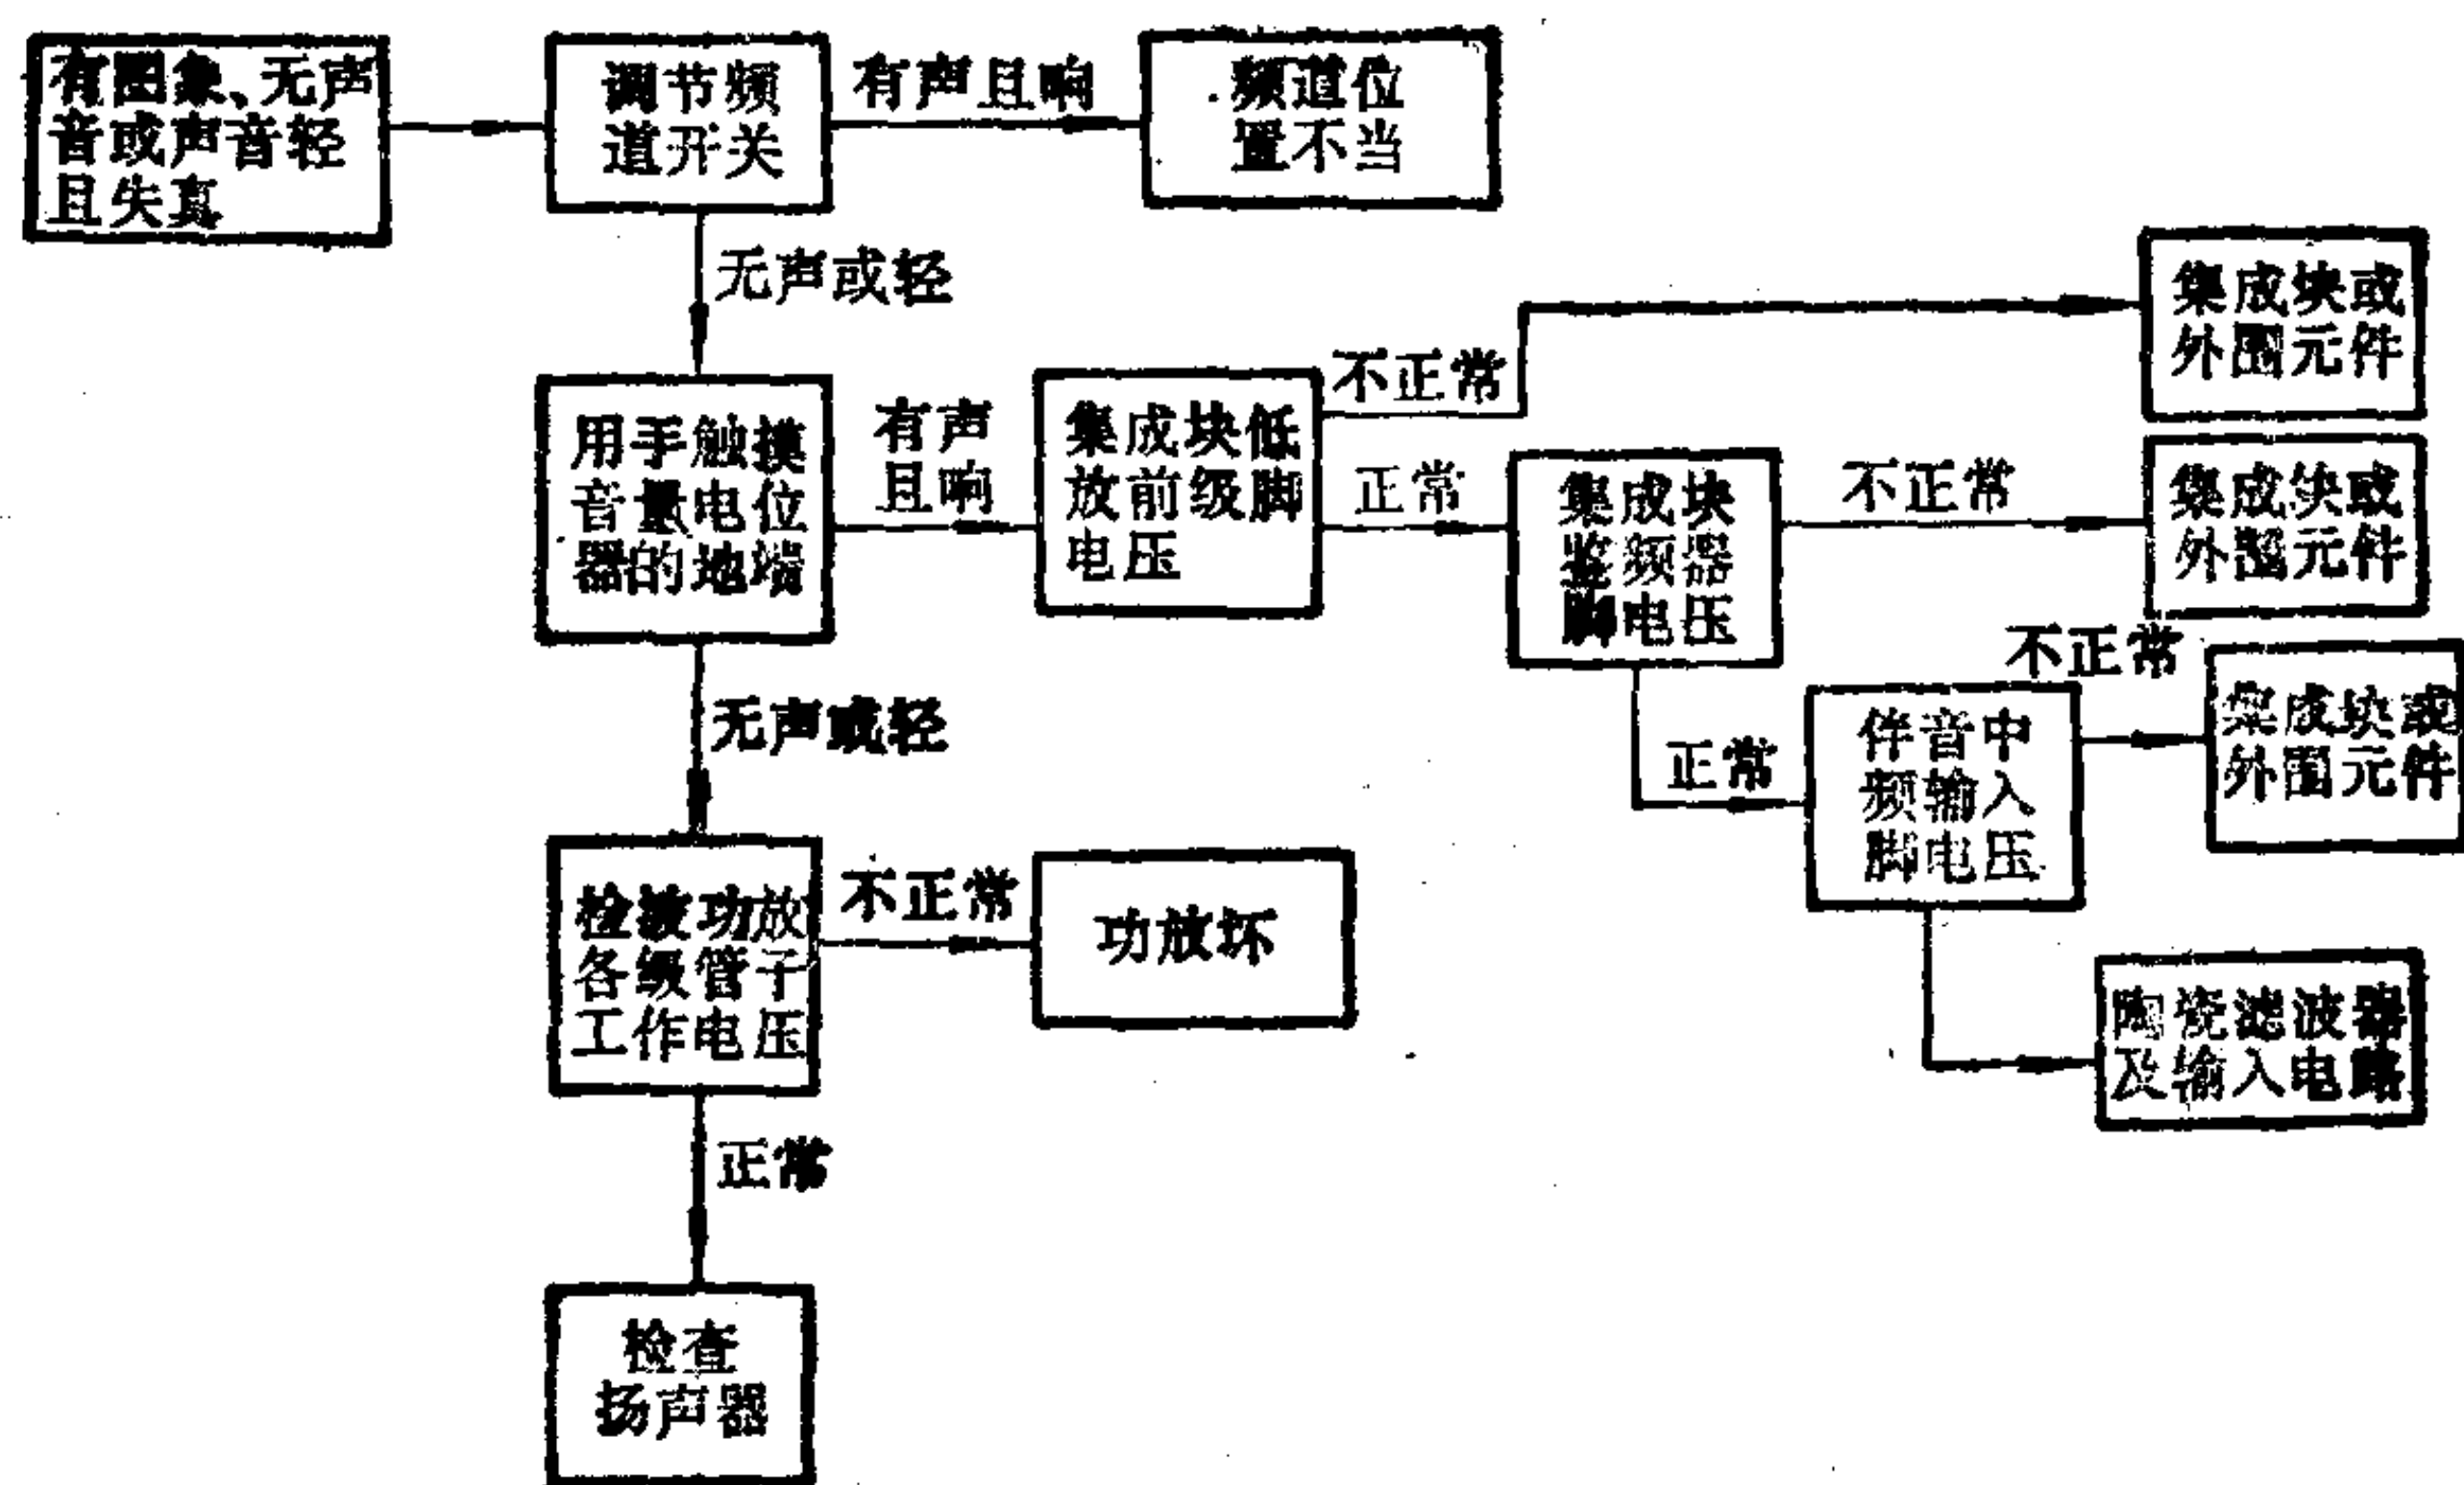 有图象、无声
音或声音轻
且失真
调节频
道开关
有声且响
频道位
置不当
无声或轻
用手触摸
音量电位
器的地端
有声
且响
集成块低
放前级脚
电压
不正常
集成块或
外围元件
正常
集成块
鉴频器
脚电压
不正常
集成块或
外围元件
正常
伴音中
频输入
脚电压
不正常
集成块或
外围元件
陶瓷滤波器
及输入电路
无声或轻
检波功放
各级管子
工作电压
不正常
功放坏
正常
检查
扬声器